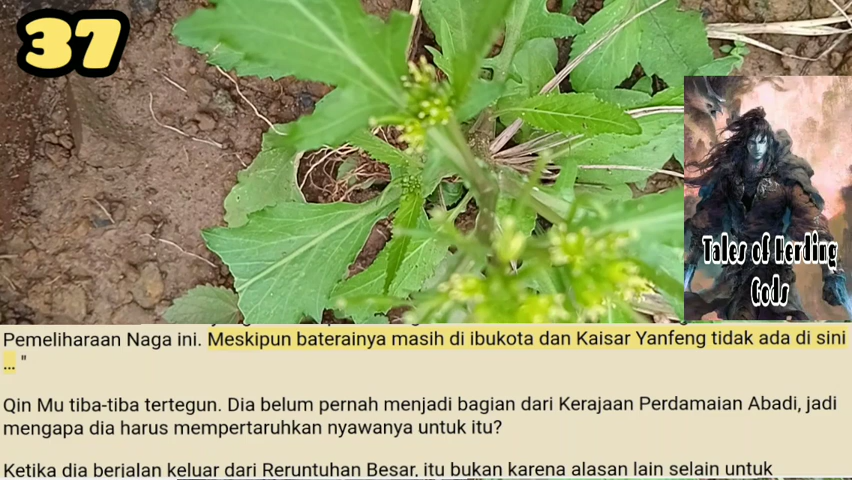 37
Tales of Herding
Gods
Pemeliharaan Naga ini. Meskipun baterainya masih di ibukota dan Kaisar Yanfeng tidak ada di sini
... "
Qin Mu tiba-tiba tertegun. Dia belum pernah menjadi bagian dari Kerajaan Perdamaian Abadi, jadi
mengapa dia harus mempertaruhkan nyawanya untuk itu?
Ketika dia berjalan keluar dari Reruntuhan Besar, itu bukan karena alasan lain selain untuk